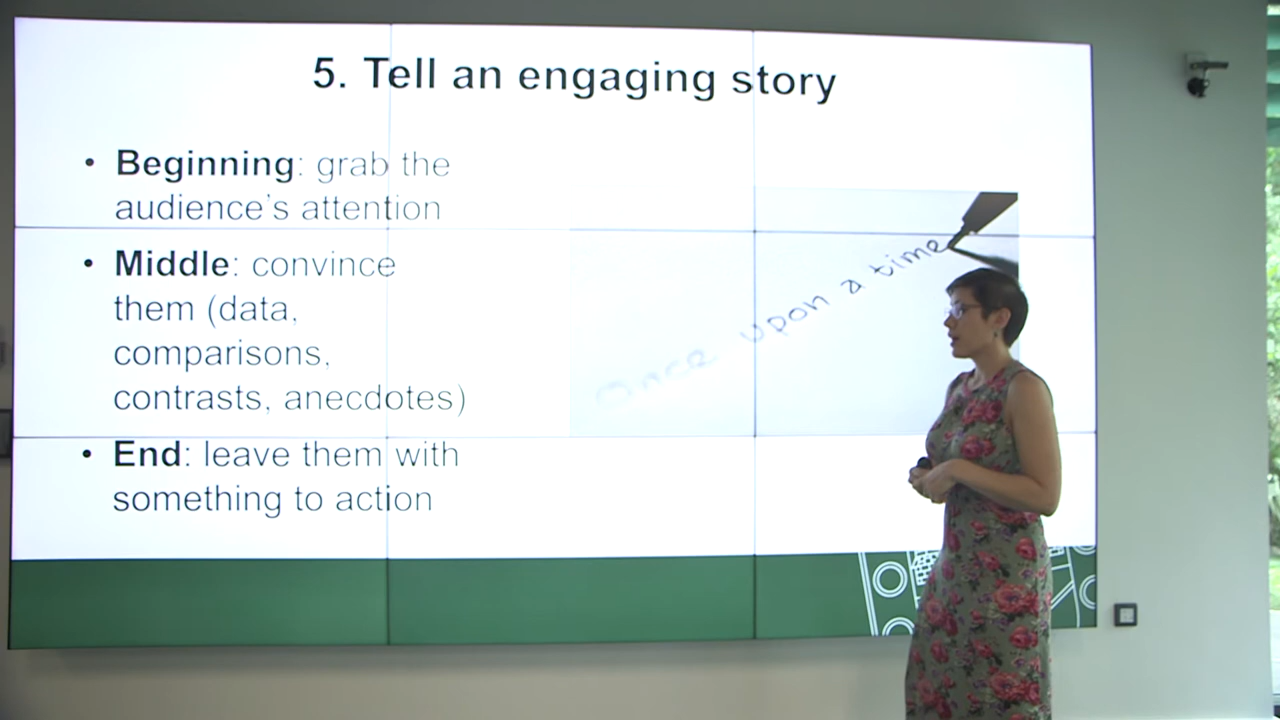 5. Tell an engaging story
• Beginning: grab the
audience's attention
• Middle: convince
them (data,
comparisons,
contrasts, anecdotes)
• End: leave them with
something to action
Once upon a time